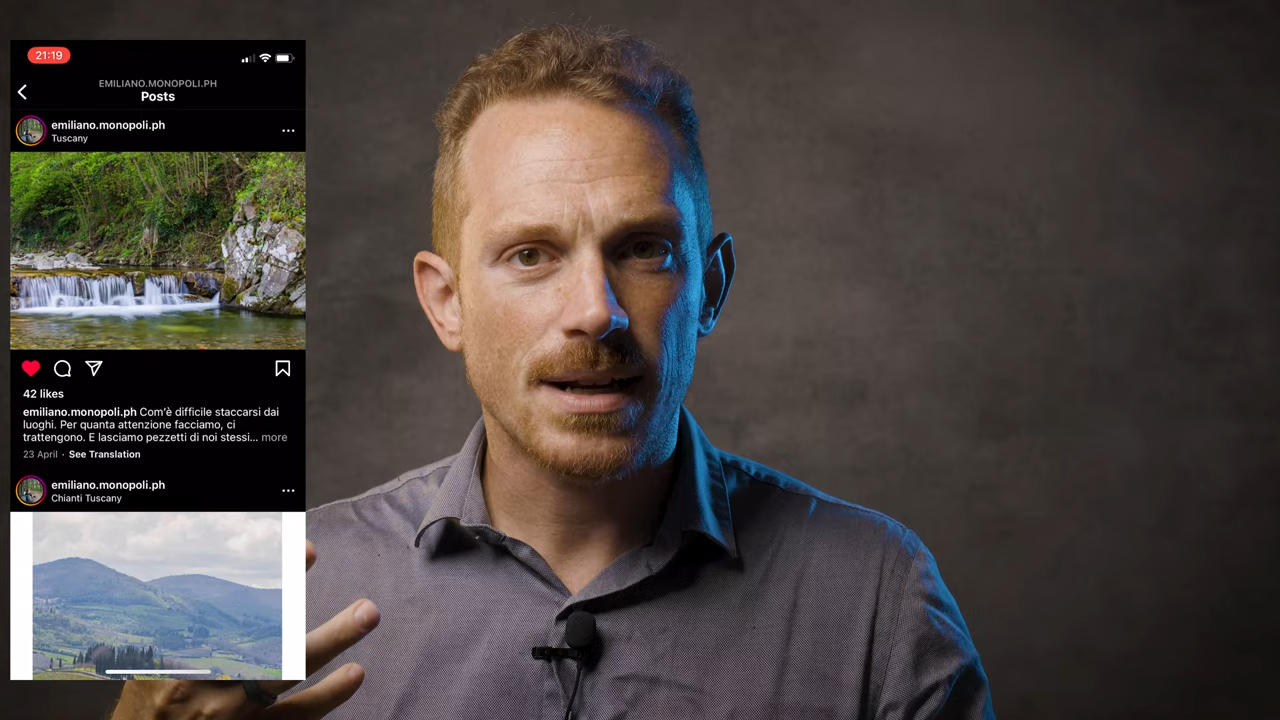 21:19
EMILIANO.MONOPOLI.PH
Posts
emiliano.monopoli.ph
Tuscany
42 likes
emiliano.monopoli.ph Com'è difficile staccarsi dai
luoghi. Per quanta attenzione facciamo, ci
trattengono. E lasciamo pezzetti di noi stessi... more
23 April · See Translation
emiliano.monopoli.ph
Chianti Tuscany